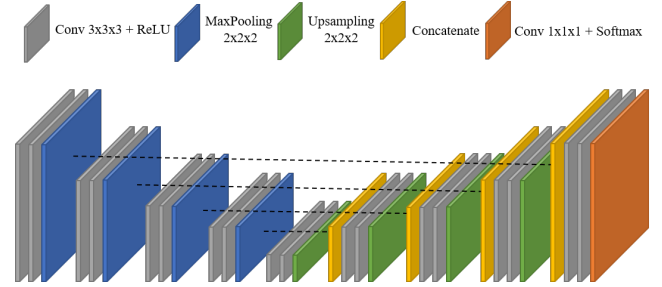 Conv 3x3x3 + ReLU
MaxPooling
2x2x2
Upsampling
2x2x2
Concatenate
Conv 1x1x1 + Softmax